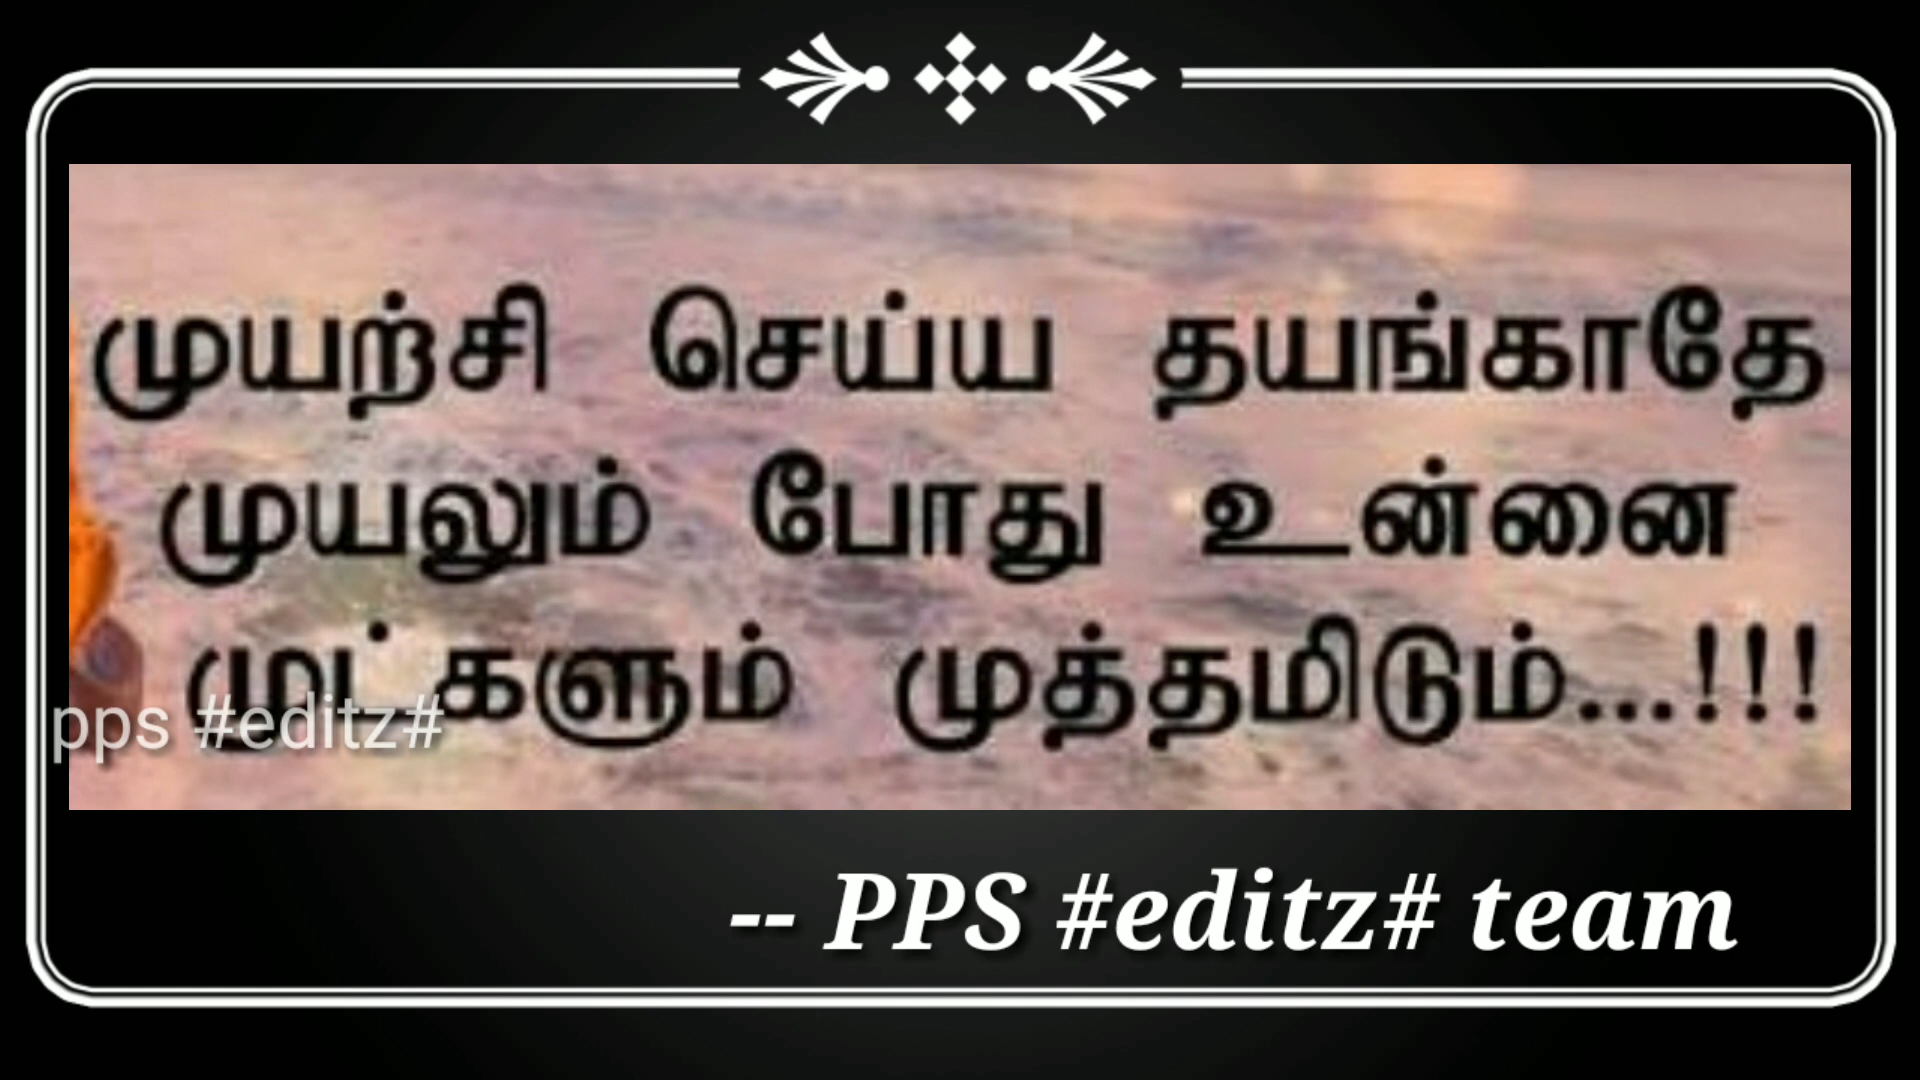 முயற்சி செய்ய தயங்காதே
முயலும் போது உன்னை
முட்களும் முத்தமிடும்...!!!
pps #editz#
-- PPS #editz# team